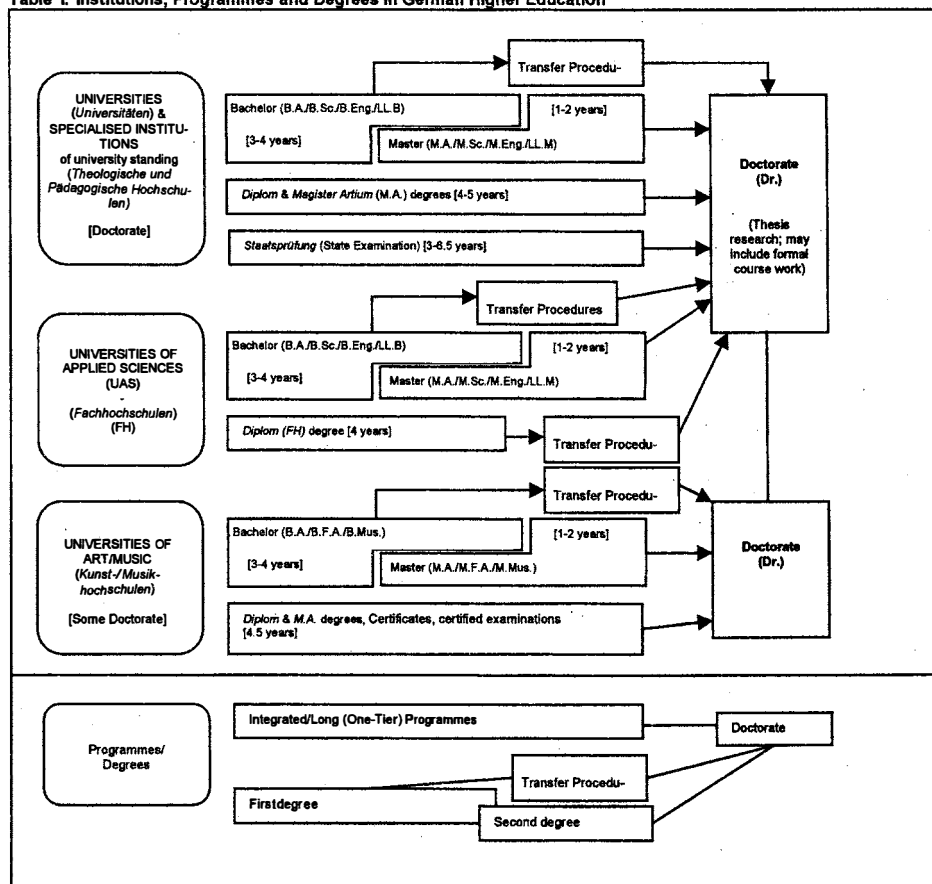 Table 1: Institutions, Programmes and Degrees in German Higher Education
UNIVERSITIES
(Universitäten) &
SPECIALISED INSTITU-
TIONS
of university standing
(Theologische und
Pädagogische Hochschu-
len)
[Doctorate]
Transfer Procedu-
Bachelor (B.A./B.Sc./B.Eng./LL.B)
[3-4 years]
[1-2 years]
Master (M.A./M.Sc./M.Eng./LL.M)
Diplom & Magister Artium (M.A.) degrees [4-5 years]
Staatsprüfung (State Examination) [3-6.5 years]
Doctorate
(Dr.)
(Thesis
research; may
include formal
course work)
UNIVERSITIES OF
APPLIED SCIENCES
(UAS)
-
(Fachhochschulen)
(FH)
Transfer Procedures
Bachelor (B.A./B.Sc./B.Eng./LL.B)
[3-4 years]
[1-2 years]
Master (M.A./M.Sc./M.Eng./LL.M)
Diplom (FH) degree [4 years]
Transfer Procedu-
UNIVERSITIES OF
ART/MUSIC
(Kunst-/Musik-
hochschulen)
[Some Doctorate]
Transfer Procedu-
Bachelor (B.A./B.F.A./B.Mus.)
[3-4 years]
[1-2 years]
Master (M.A./M.F.A./M.Mus.)
Diplom & M.A. degrees, Certificates, certified examinations
[4.5 years]
Doctorate
(Dr.)
Programmes/
Degrees
Integrated/Long (One-Tier) Programmes
Doctorate
Transfer Procedu-
Firstdegree
Second degree